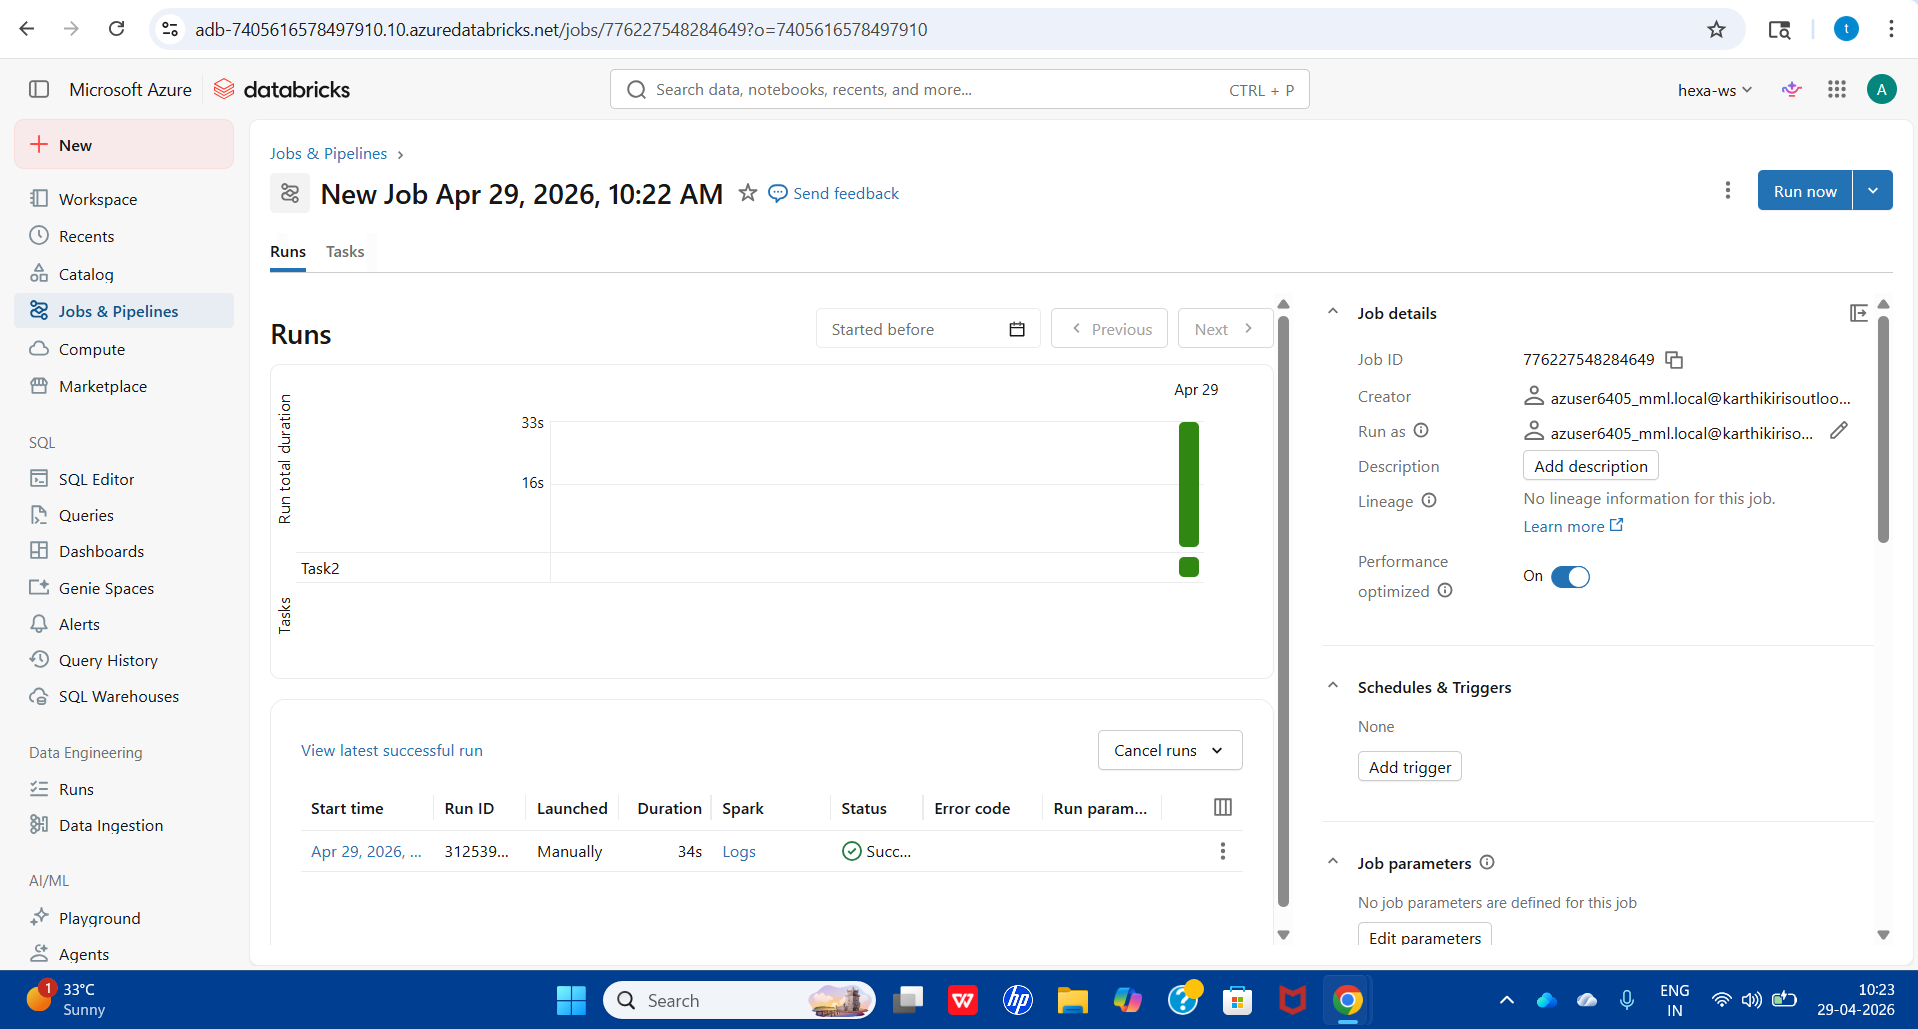 adb-7405616578497910.10.azuredatabricks.net/jobs/776227548284649?o=7405616578497910
t
Microsoft Azure
databricks
Search data, notebooks, recents, and more...
CTRL + P
hexa-ws
A
New
Workspace
Recents
Catalog
Jobs & Pipelines
Compute
Marketplace
SQL
SQL Editor
Queries
Dashboards
Genie Spaces
Alerts
Query History
SQL Warehouses
Data Engineering
Runs
Data Ingestion
AI/ML
Playground
Agents
Jobs & Pipelines
New Job Apr 29, 2026, 10:22 AM
Send feedback
Run now
Runs
Tasks
Runs
Started before
Previous
Next
Apr 29
Run total duration
33s
16s
Task2
Tasks
View latest successful run
Cancel runs
Start time
Run ID
Launched
Duration
Spark
Status
Error code
Run param...
Apr 29, 2026, ...
312539...
Manually
34s
Logs
Succ...
Job details
Job ID
776227548284649
Creator
azuser6405_mml.local@karthikirisoutloo...
Run as
azuser6405_mml.local@karthikiriso...
Description
Add description
Lineage
No lineage information for this job.
Learn more
Performance
optimized
On
Schedules & Triggers
None
Add trigger
Job parameters
No job parameters are defined for this job
Edit parameters
1
33°C
Sunny
Search
W
hp
?
ENG
IN
10:23
29-04-2026